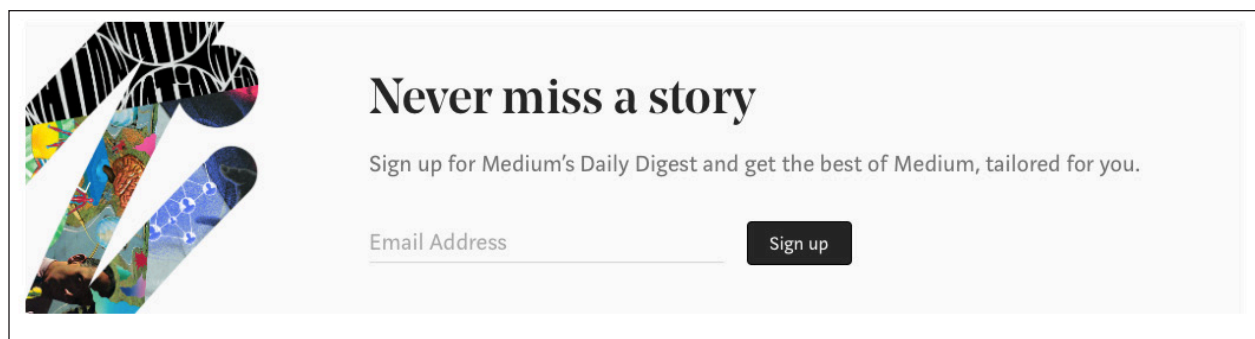 Never miss a story
Sign up for Medium’s Daily Digest and get the best of Medium, tailored for you.
Email Address
Sign up